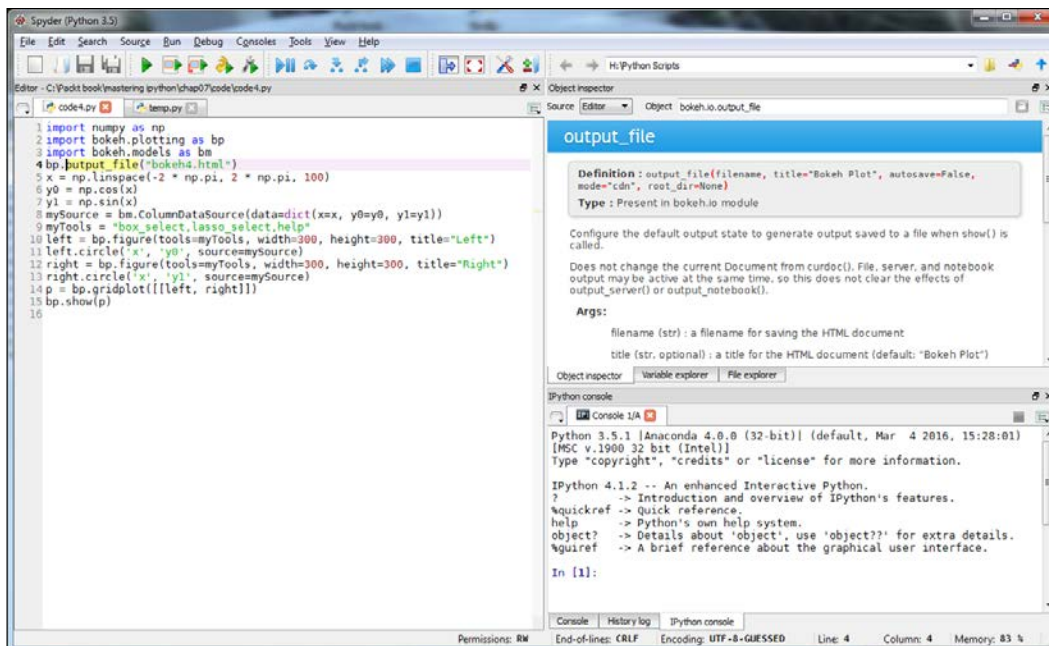 Spyder (Python 3.5)
File Edit Search Source Run Debug Consoles Tools View Help
H:\Python Scripts
Editor - C:\Packt book\mastering ipython\chap07\code\code4.py
code4.py
temp.py
1 import numpy as np
2 import bokeh.plotting as bp
3 import bokeh.models as bm
4 bp.output_file("bokeh4.html")
5 x = np.linspace(-2 * np.pi, 2 * np.pi, 100)
6 y0 = np.cos(x)
7 y1 = np.sin(x)
8 mySource = bm.ColumnDataSource(data=dict(x=x, y0=y0, y1=y1))
9 myTools = "box_select,lasso_select,help"
10 left = bp.figure(tools=myTools, width=300, height=300, title="Left")
11 left.circle('x', 'y0', source=mySource)
12 right = bp.figure(tools=myTools, width=300, height=300, title="Right")
13 right.circle('x', 'y1', source=mySource)
14 p = bp.gridplot([[left, right]])
15 bp.show(p)
16
Object inspector
Source Editor Object bokeh.io.output_file
output_file
Definition : output_file(filename, title="Bokeh Plot", autosave=False,
mode="cdn", root_dir=None)
Type : Present in bokeh.io module
Configure the default output state to generate output saved to a file when show() is
called.
Does not change the current Document from curdoc(). File, server, and notebook
output may be active at the same time, so this does not clear the effects of
output_server() or output_notebook().
Args:
filename (str) : a filename for saving the HTML document
title (str, optional) : a title for the HTML document (default: "Bokeh Plot")
Object inspector Variable explorer File explorer
IPython console
Console 1/A
Python 3.5.1 |Anaconda 4.0.0 (32-bit)| (default, Mar 4 2016, 15:28:01)
[MSC v.1900 32 bit (Intel)]
Type "copyright", "credits" or "license" for more information.
IPython 4.1.2 -- An enhanced Interactive Python.
? -> Introduction and overview of IPython's features.
%quickref -> Quick reference.
help -> Python's own help system.
object? -> Details about 'object', use 'object??' for extra details.
%guiref -> A brief reference about the graphical user interface.
In [1]:
Console History log IPython console
Permissions: RW End-of-lines: CRLF Encoding: UTF-8-GUESSED Line: 4 Column: 4 Memory: 83 %